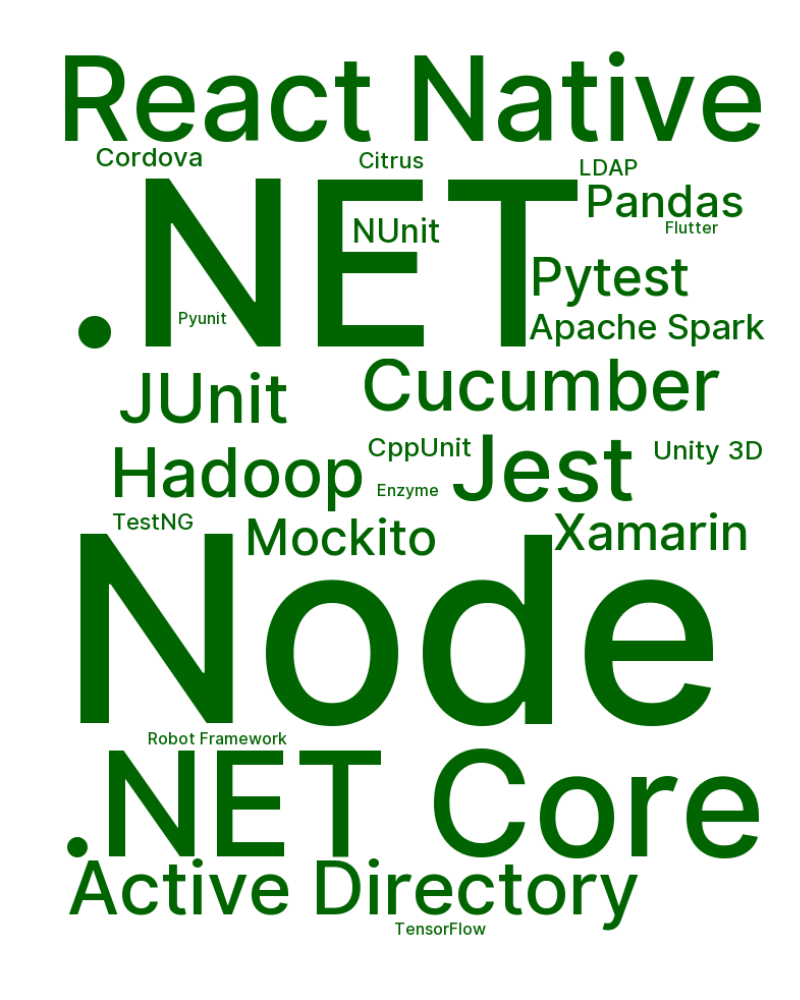 React Native
Cordova
Citrus
LDAP
.NET
Pandas
NUnit
Flutter
Pytest
Pyunit
Apache Spark
JUnit
Cucumber
Hadoop
CppUnit
Jest
Unity 3D
Enzyme
TestNG
Mockito
Xamarin
Node
Robot Framework
.NET Core
Active Directory
TensorFlow